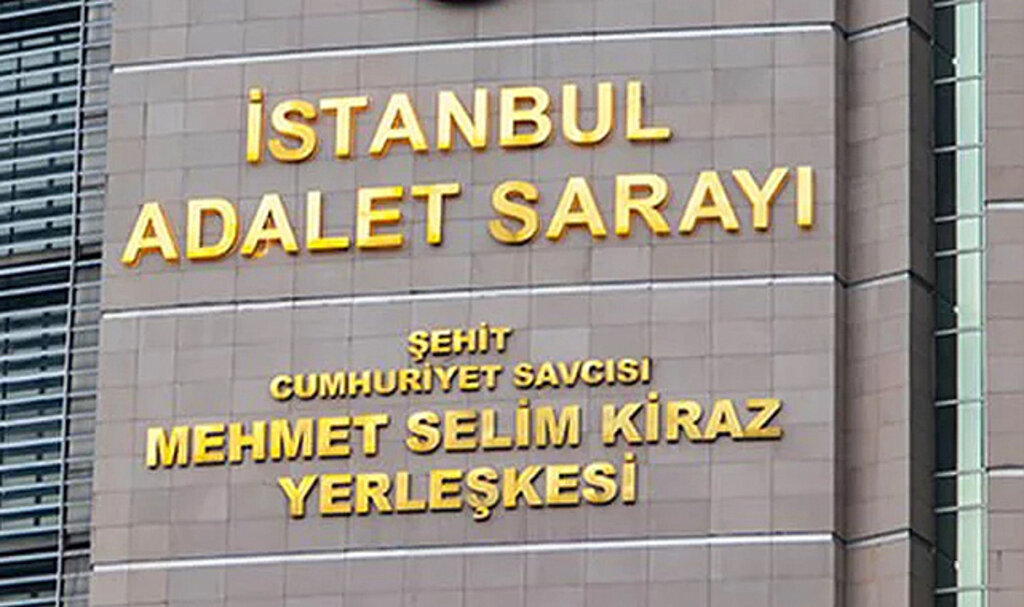 İSTANBUL
ADALET SARAYI
ŞEHİT
CUMHURİYET SAVCISI
MEHMET SELİM KİRAZ
YERLEŞKESİ